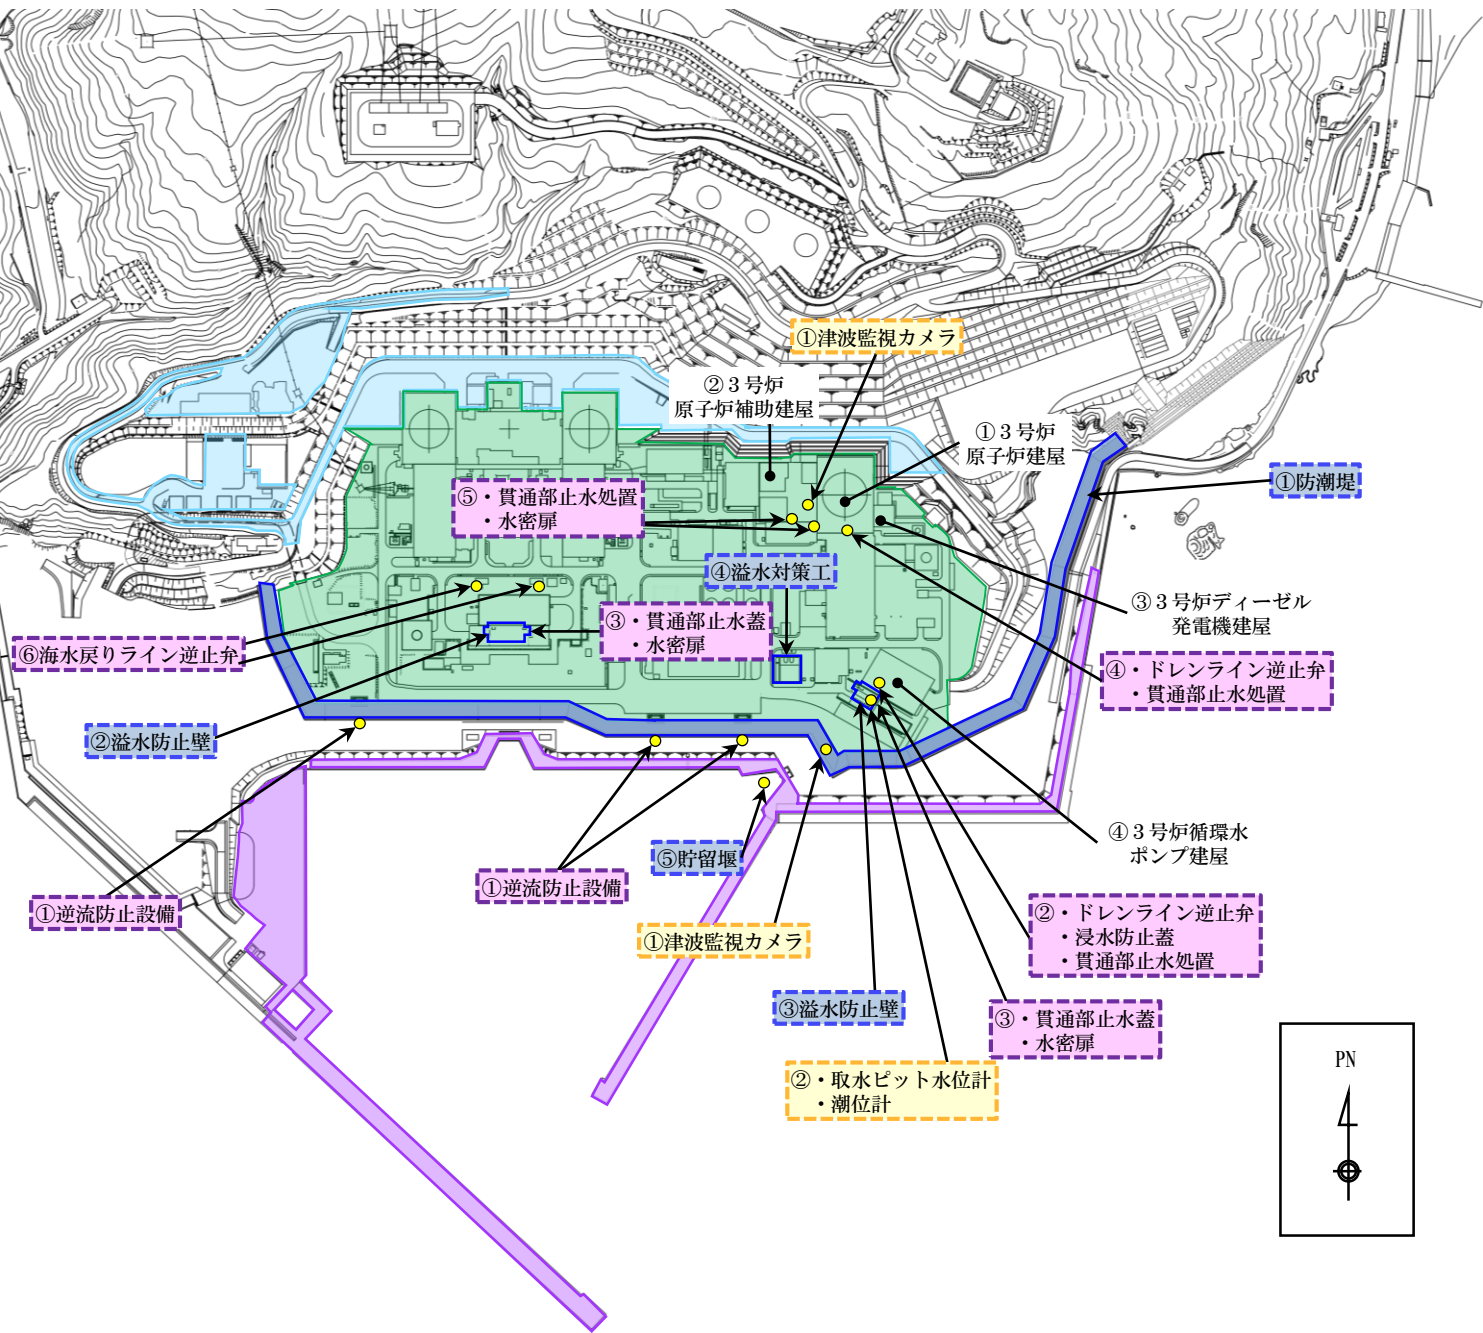 ①津波監視カメラ
②３号炉
原子炉補助建屋
①３号炉
原子炉建屋
①防潮堤
⑤・貫通部止水処置
・水密扉
④溢水対策工
③３号炉ディーゼル
発電機建屋
③・貫通部止水蓋
・水密扉
⑥海水戻りライン逆止弁
④・ドレンライン逆止弁
・貫通部止水処置
②溢水防止壁
④３号炉循環水
ポンプ建屋
⑤貯留堰
①逆流防止設備
①逆流防止設備
①津波監視カメラ
②・ドレンライン逆止弁
・浸水防止蓋
・貫通部止水処置
③溢水防止壁
③・貫通部止水蓋
・水密扉
②・取水ピット水位計
・潮位計
PN